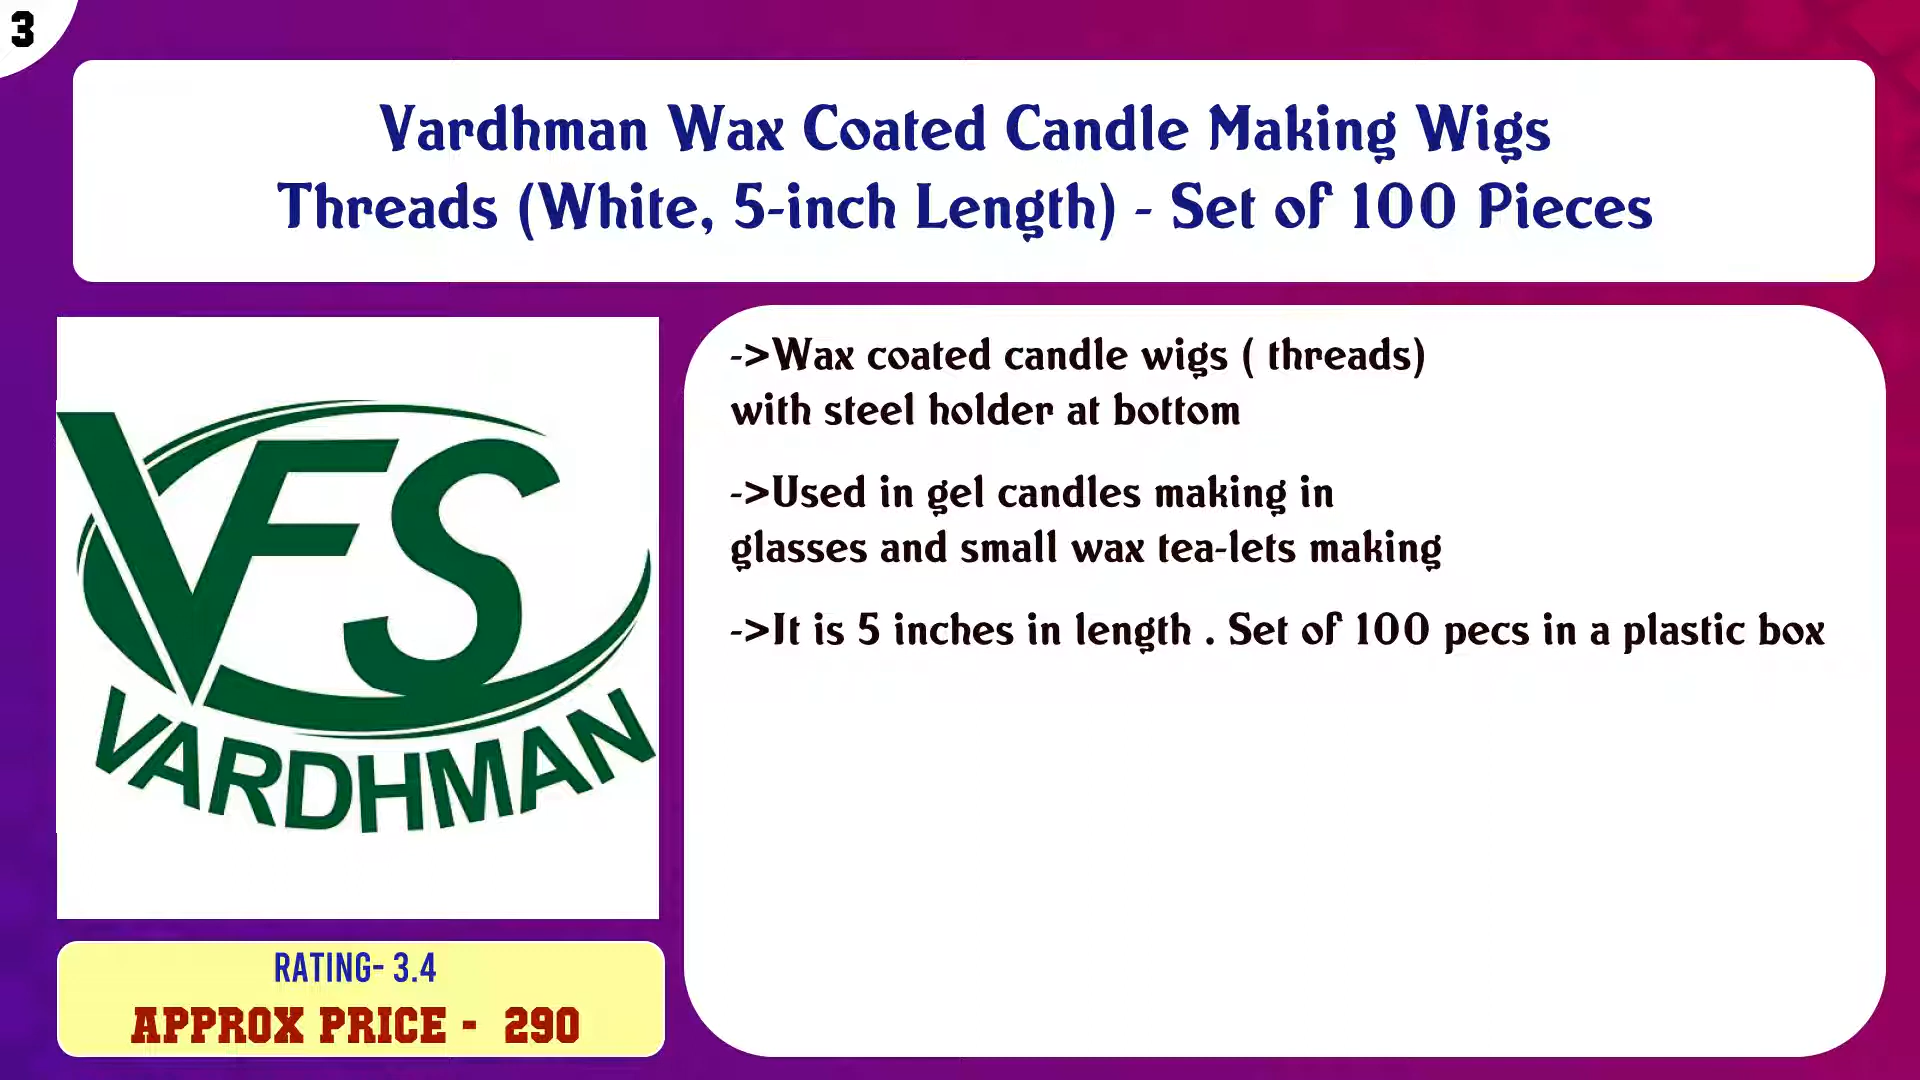 3
Vardhman Wax Coated Candle Making Wigs
Threads (White, 5-inch Length) - Set of 100 Pieces
VFS
VARDHMAN
->Wax coated candle wigs ( threads)
with steel holder at bottom
->Used in gel candles making in
glasses and small wax tea-lets making
->It is 5 inches in length . Set of 100 pecs in a plastic box
RATING- 3.4
APPROX PRICE - 290